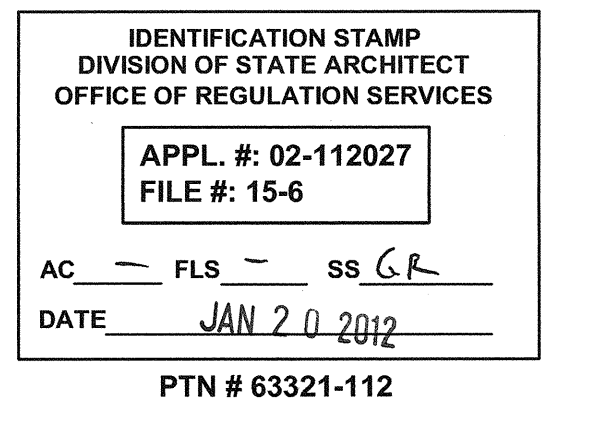 IDENTIFICATION STAMP
DIVISION OF STATE ARCHITECT
OFFICE OF REGULATION SERVICES
APPL. #: 02-112027
FILE #: 15-6
AC – FLS – SS GR
DATE JAN 20 2012
PTN # 63321-112